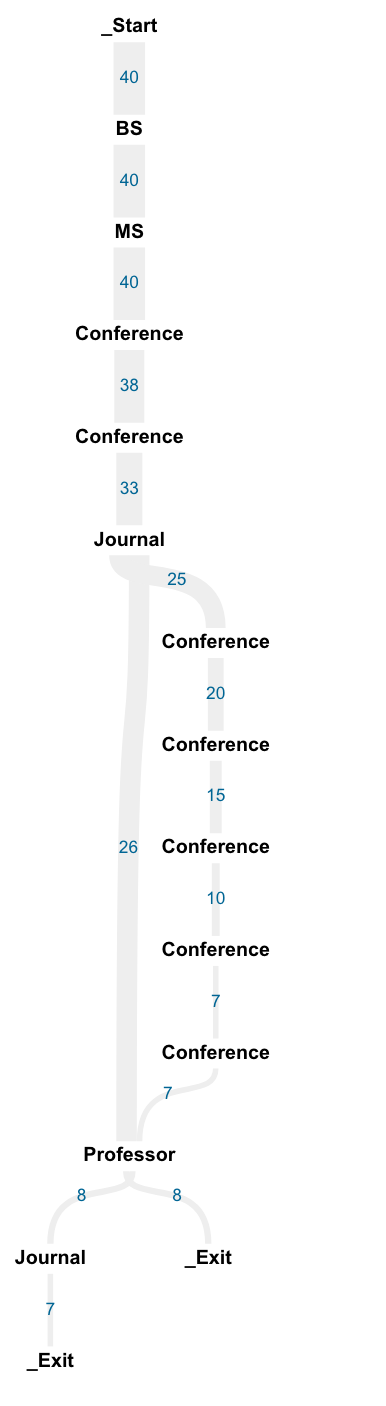 _Start
40
BS
40
MS
40
Conference
38
Conference
33
Journal
25
Conference
20
Conference
15
26
Conference
10
Conference
7
Conference
7
Professor
8
8
Journal
_Exit
7
_Exit